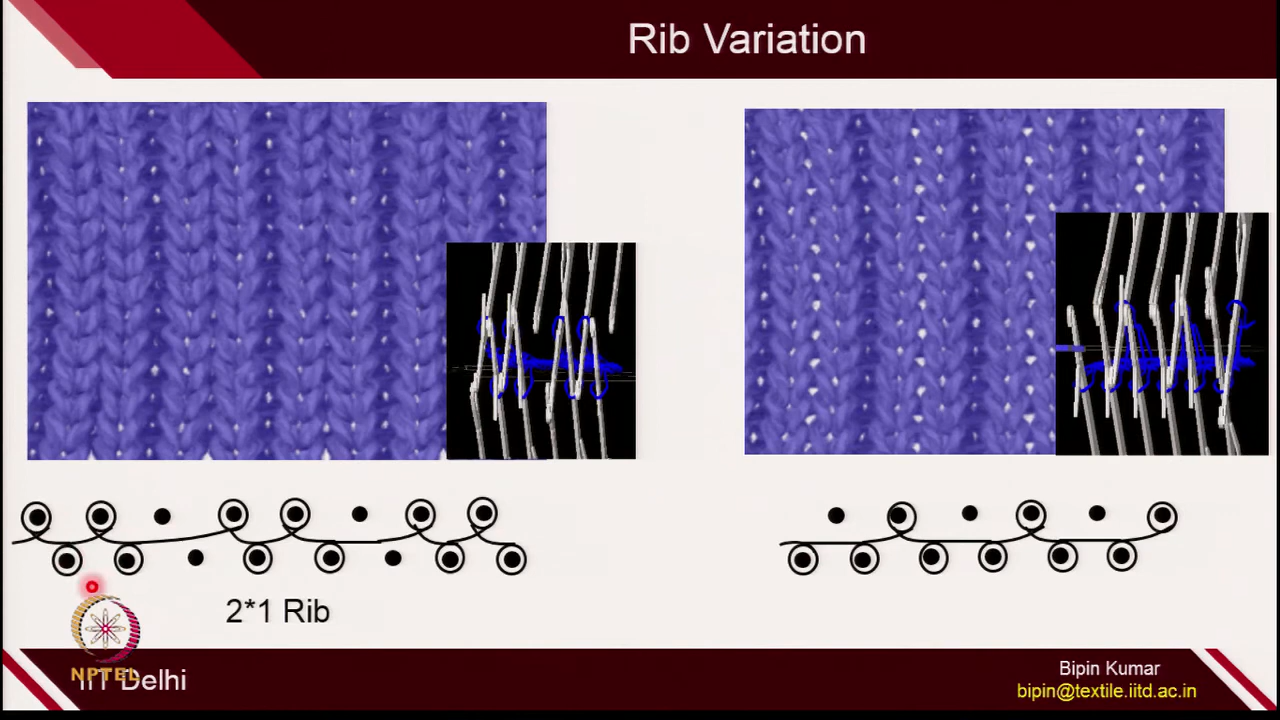 Rib Variation
2*1 Rib
NPTEL
IIT Delhi
Bipin Kumar
bipin@textile.iitd.ac.in